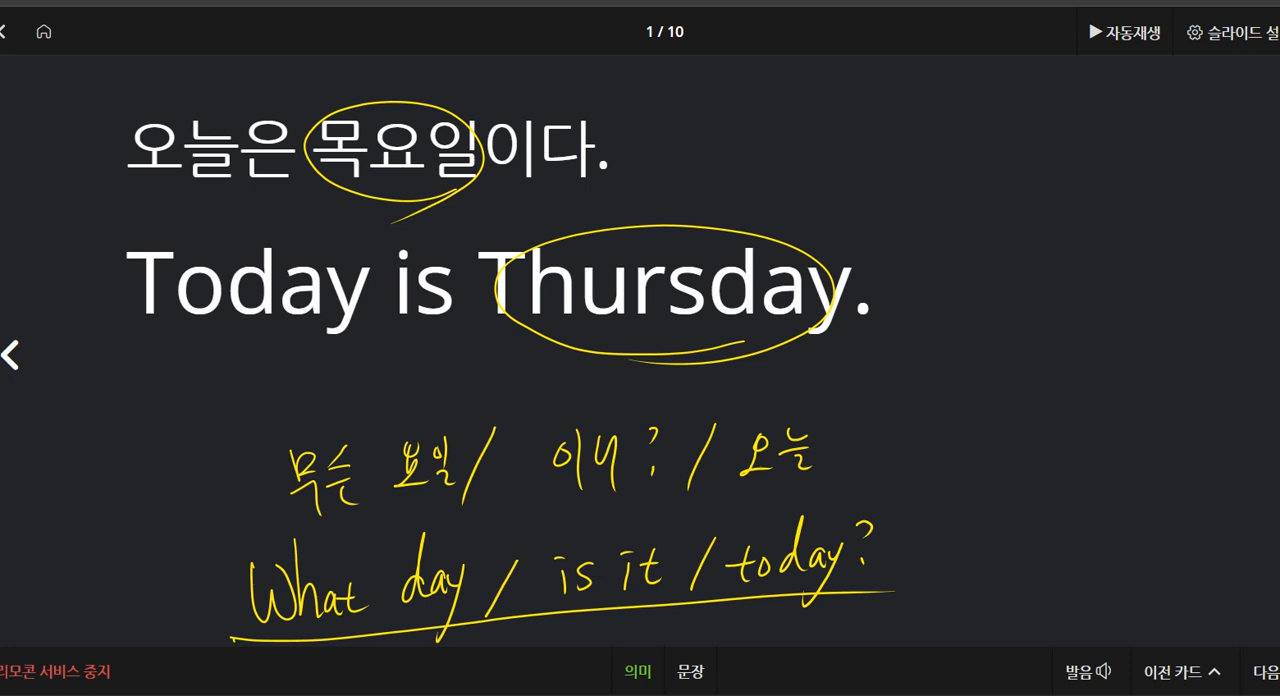 1 / 10
자동재생
슬라이드 설
오늘은 목요일이다.
Today is Thursday.
무슨 요일 / 이니? / 오늘
What day / is it / today?
리모콘 서비스 중지
의미
문장
발음
이전 카드
다음